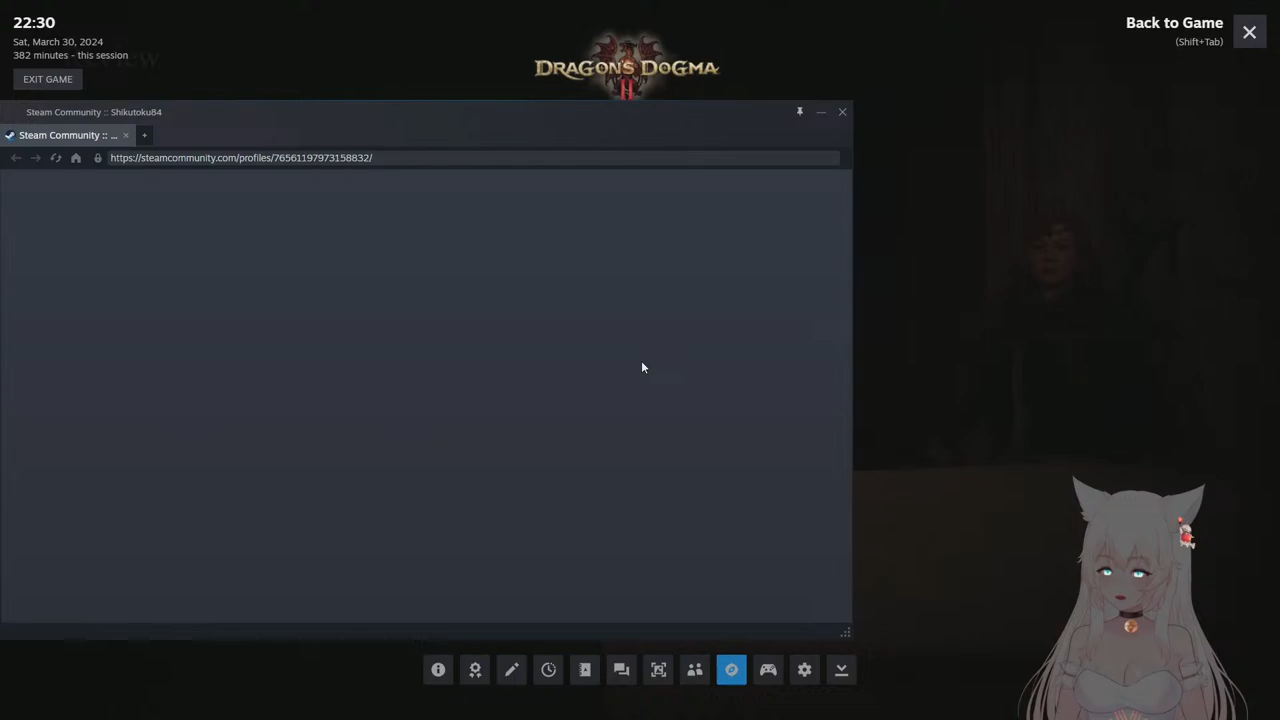 22:30
Sat, March 30, 2024
382 minutes - this session
EXIT GAME
DRAGON'S DOGMA
II
Back to Game
(Shift+Tab)
Steam Community :: Shikutoku84
Steam Community :: ...
https://steamcommunity.com/profiles/76561197973158832/